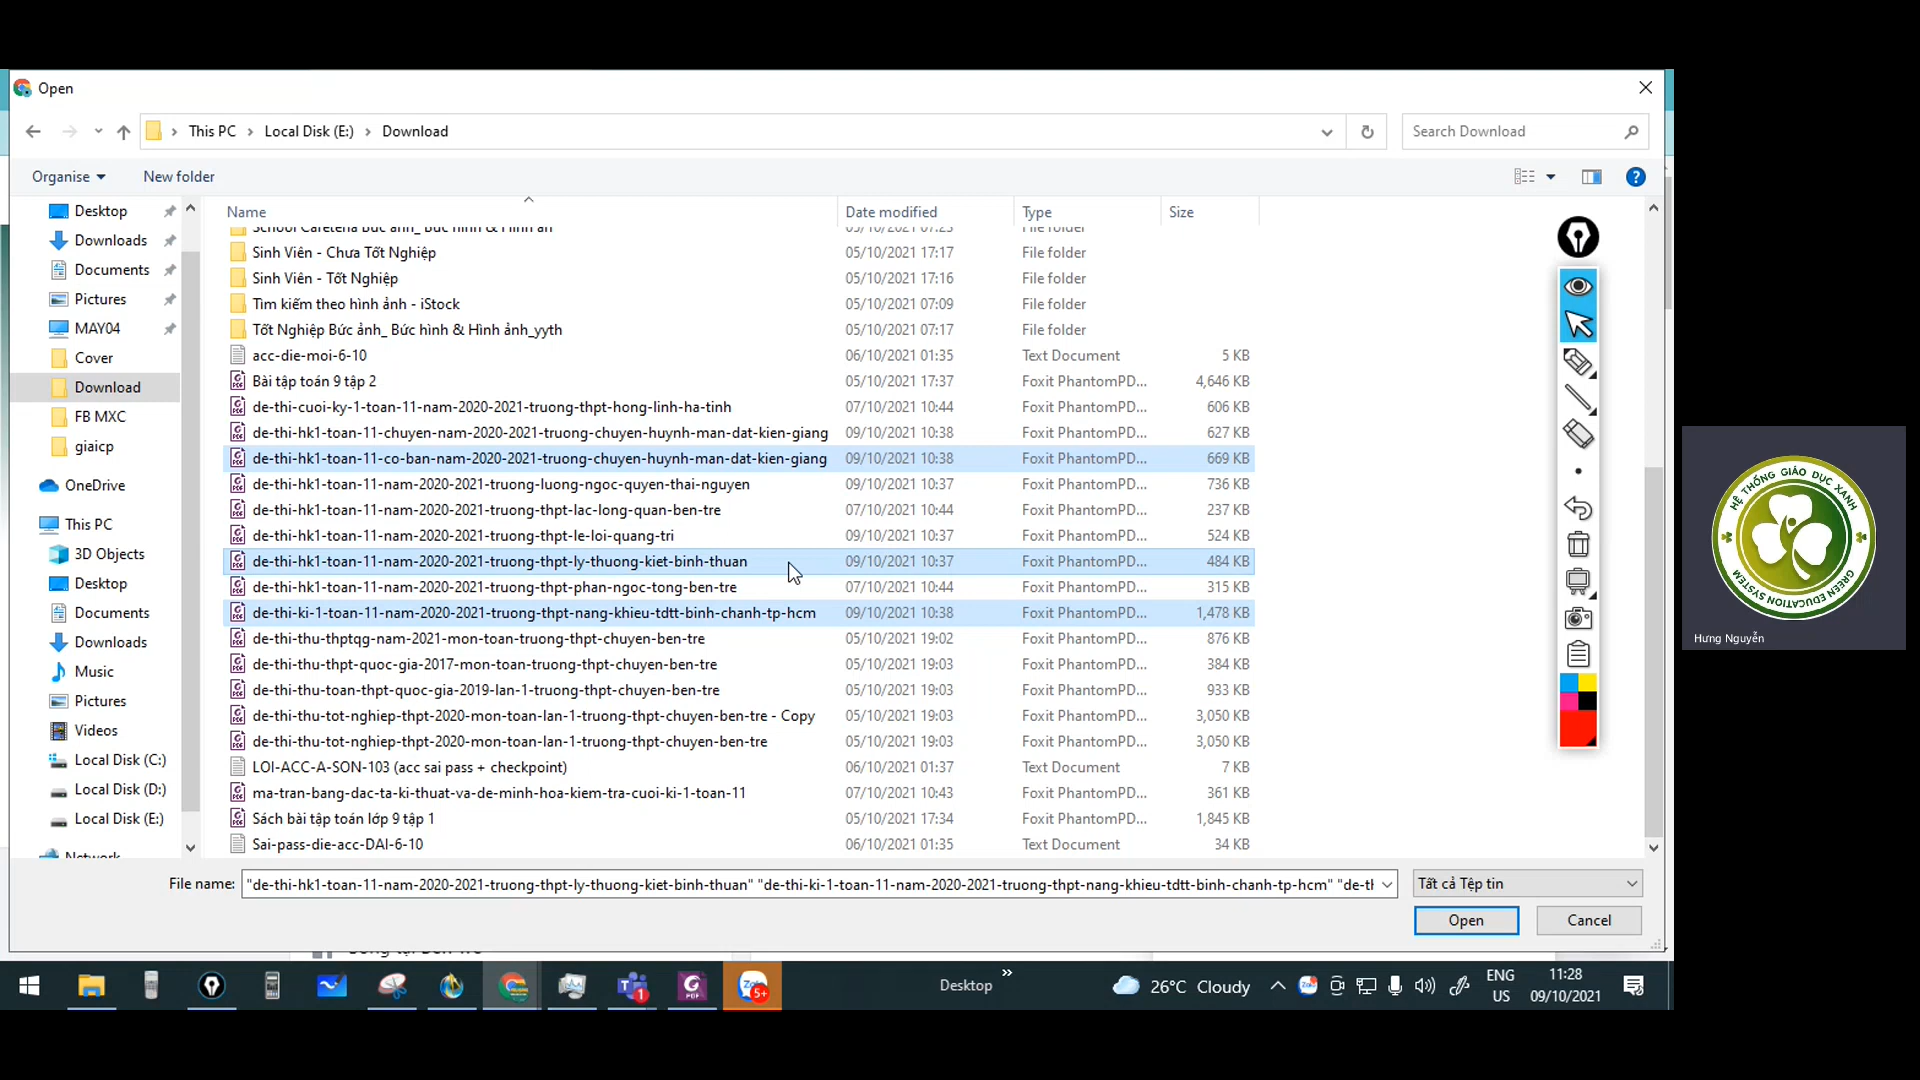 Open
This PC
Local Disk (E:)
Download
Search Download
Organise
New folder
Name
Date modified
Type
Size
Desktop
Downloads
Documents
Pictures
MAY04
Cover
Download
FB MXC
giaicp
OneDrive
This PC
3D Objects
Desktop
Documents
Downloads
Music
Pictures
Videos
Local Disk (C:)
Local Disk (D:)
Local Disk (E:)
Network
Sinh Viên - Chưa Tốt Nghiệp 05/10/2021 17:17 File folder
Sinh Viên - Tốt Nghiệp 05/10/2021 17:16 File folder
Tìm kiếm theo hình ảnh - iStock 05/10/2021 07:09 File folder
Tốt Nghiệp Bức ảnh_ Bức hình & Hình ảnh_yyth 05/10/2021 07:17 File folder
acc-die-moi-6-10 06/10/2021 01:35 Text Document 5 KB
Bài tập toán 9 tập 2 05/10/2021 17:37 Foxit PhantomPD... 4,646 KB
de-thi-cuoi-ky-1-toan-11-nam-2020-2021-truong-thpt-hong-linh-ha-tinh 07/10/2021 10:44 Foxit PhantomPD... 606 KB
de-thi-hk1-toan-11-chuyen-nam-2020-2021-truong-chuyen-huynh-man-dat-kien-giang 09/10/2021 10:38 Foxit PhantomPD... 627 KB
de-thi-hk1-toan-11-co-ban-nam-2020-2021-truong-chuyen-huynh-man-dat-kien-giang 09/10/2021 10:38 Foxit PhantomPD... 669 KB
de-thi-hk1-toan-11-nam-2020-2021-truong-luong-ngoc-quyen-thai-nguyen 09/10/2021 10:37 Foxit PhantomPD... 736 KB
de-thi-hk1-toan-11-nam-2020-2021-truong-thpt-lac-long-quan-ben-tre 07/10/2021 10:44 Foxit PhantomPD... 237 KB
de-thi-hk1-toan-11-nam-2020-2021-truong-thpt-le-loi-quang-tri 09/10/2021 10:37 Foxit PhantomPD... 524 KB
de-thi-hk1-toan-11-nam-2020-2021-truong-thpt-ly-thuong-kiet-binh-thuan 09/10/2021 10:37 Foxit PhantomPD... 484 KB
de-thi-hk1-toan-11-nam-2020-2021-truong-thpt-phan-ngoc-tong-ben-tre 07/10/2021 10:44 Foxit PhantomPD... 315 KB
de-thi-ki-1-toan-11-nam-2020-2021-truong-thpt-nang-khieu-tdtt-binh-chanh-tp-hcm 09/10/2021 10:38 Foxit PhantomPD... 1,478 KB
de-thi-thu-thptqg-nam-2021-mon-toan-truong-thpt-chuyen-ben-tre 05/10/2021 19:02 Foxit PhantomPD... 876 KB
de-thi-thu-thpt-quoc-gia-2017-mon-toan-truong-thpt-chuyen-ben-tre 05/10/2021 19:03 Foxit PhantomPD... 384 KB
de-thi-thu-toan-thpt-quoc-gia-2019-lan-1-truong-thpt-chuyen-ben-tre 05/10/2021 19:03 Foxit PhantomPD... 933 KB
de-thi-thu-tot-nghiep-thpt-2020-mon-toan-lan-1-truong-thpt-chuyen-ben-tre - Copy 05/10/2021 19:03 Foxit PhantomPD... 3,050 KB
de-thi-thu-tot-nghiep-thpt-2020-mon-toan-lan-1-truong-thpt-chuyen-ben-tre 05/10/2021 19:03 Foxit PhantomPD... 3,050 KB
LOI-ACC-A-SON-103 (acc sai pass + checkpoint) 06/10/2021 01:37 Text Document 7 KB
ma-tran-bang-dac-ta-ki-thuat-va-de-minh-hoa-kiem-tra-cuoi-ki-1-toan-11 07/10/2021 10:43 Foxit PhantomPD... 361 KB
Sách bài tập toán lớp 9 tập 1 05/10/2021 17:34 Foxit PhantomPD... 1,845 KB
Sai-pass-die-acc-DAI-6-10 06/10/2021 01:35 Text Document 34 KB
File name: "de-thi-hk1-toan-11-nam-2020-2021-truong-thpt-ly-thuong-kiet-binh-thuan" "de-thi-ki-1-toan-11-nam-2020-2021-truong-thpt-nang-khieu-tdtt-binh-chanh-tp-hcm" "de-tl
Tất cả Tệp tin
Open
Cancel
HỆ THỐNG GIÁO DỤC XANH
GREEN EDUCATION SYSTEM
Hưng Nguyễn
Desktop
26°C Cloudy
ENG
US
11:28
09/10/2021